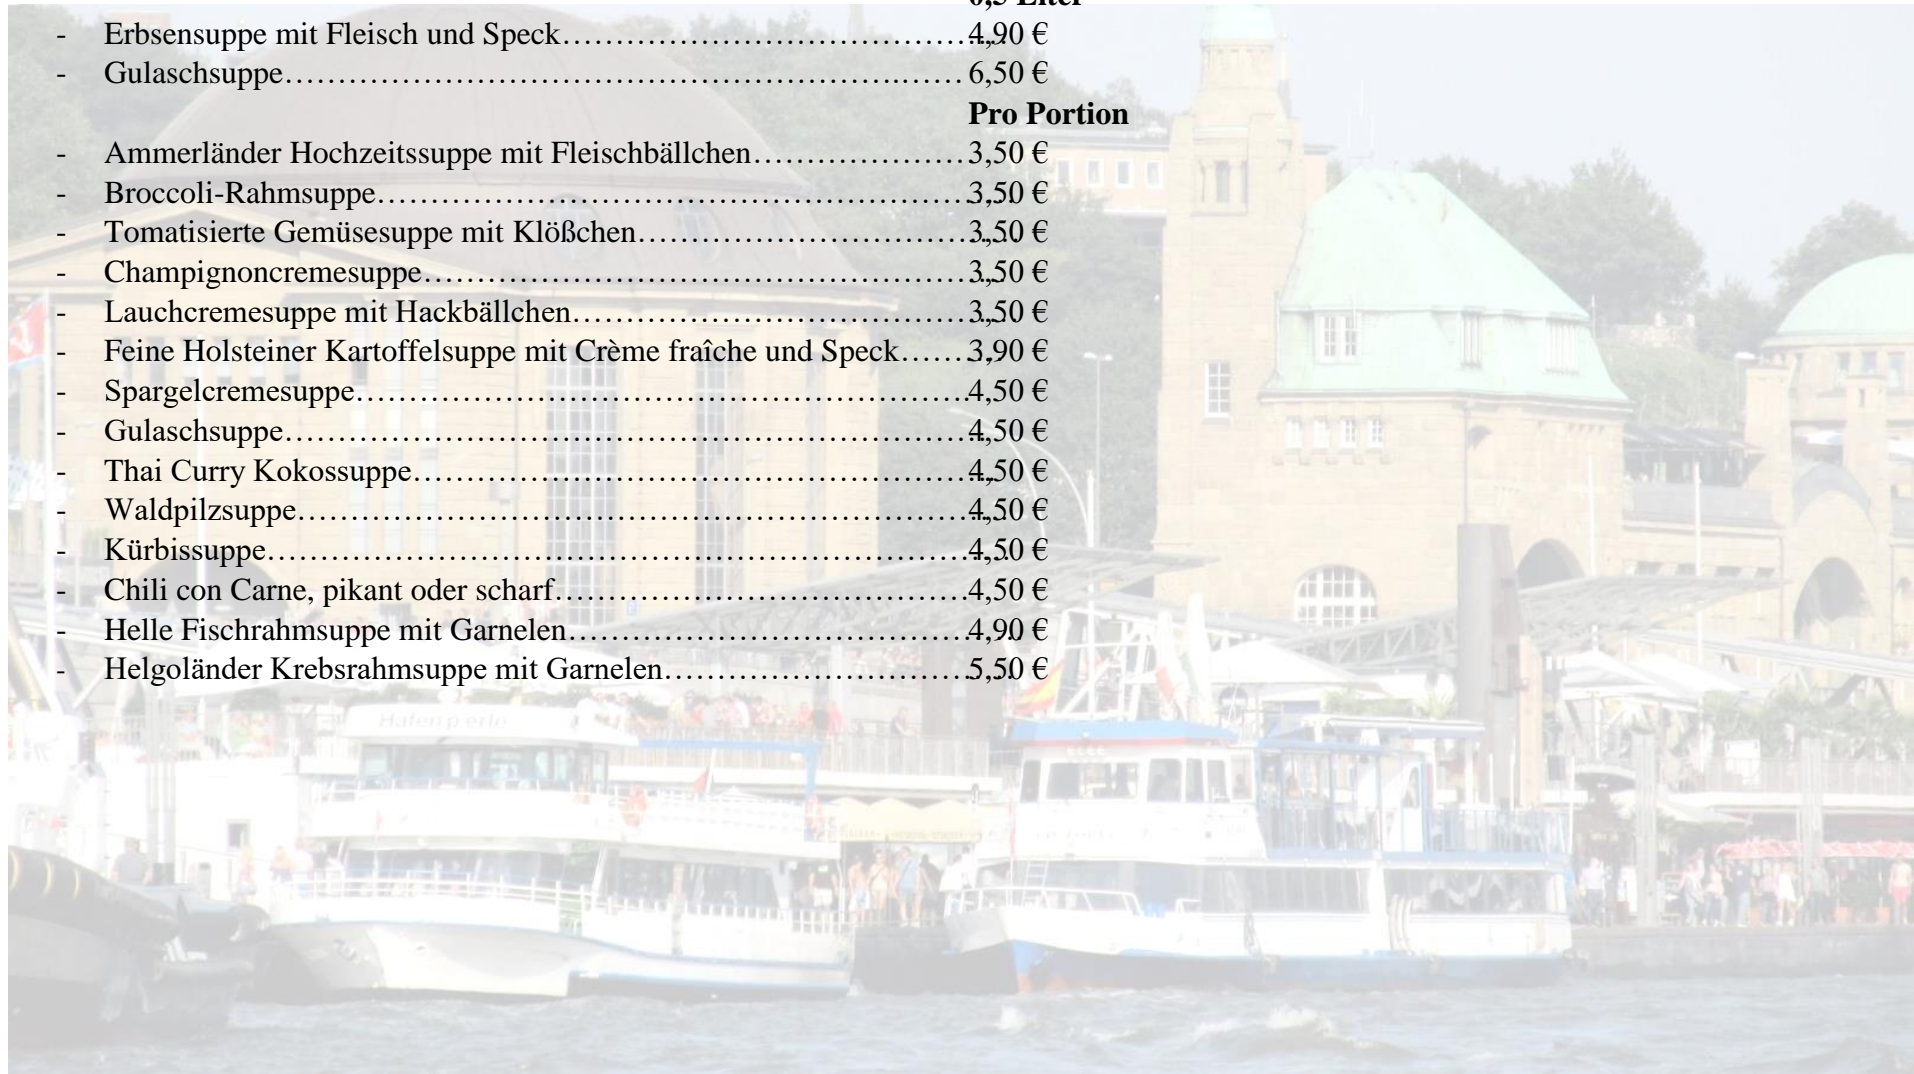 0,5 Liter
- Erbsensuppe mit Fleisch und Speck……………………………………4,90 €
- Gulaschsuppe…………………………………………………………………6,50 €
Pro Portion
- Ammerländer Hochzeitssuppe mit Fleischbällchen…………………3,50 €
- Broccoli-Rahmsuppe…………………………………………………………3,50 €
- Tomatisierte Gemüsesuppe mit Klößchen……………………………3,50 €
- Champignoncremesuppe……………………………………………………3,50 €
- Lauchcremesuppe mit Hackbällchen……………………………………3,50 €
- Feine Holsteiner Kartoffelsuppe mit Crème fraîche und Speck……3,90 €
- Spargelcremesuppe…………………………………………………………4,50 €
- Gulaschsuppe…………………………………………………………………4,50 €
- Thai Curry Kokossuppe……………………………………………………4,50 €
- Waldpilzsuppe………………………………………………………………4,50 €
- Kürbissuppe…………………………………………………………………4,50 €
- Chili con Carne, pikant oder scharf……………………………………4,50 €
- Helle Fischrahmsuppe mit Garnelen……………………………………4,90 €
- Helgoländer Krebsrahmsuppe mit Garnelen…………………………5,50 €
Hafenperle